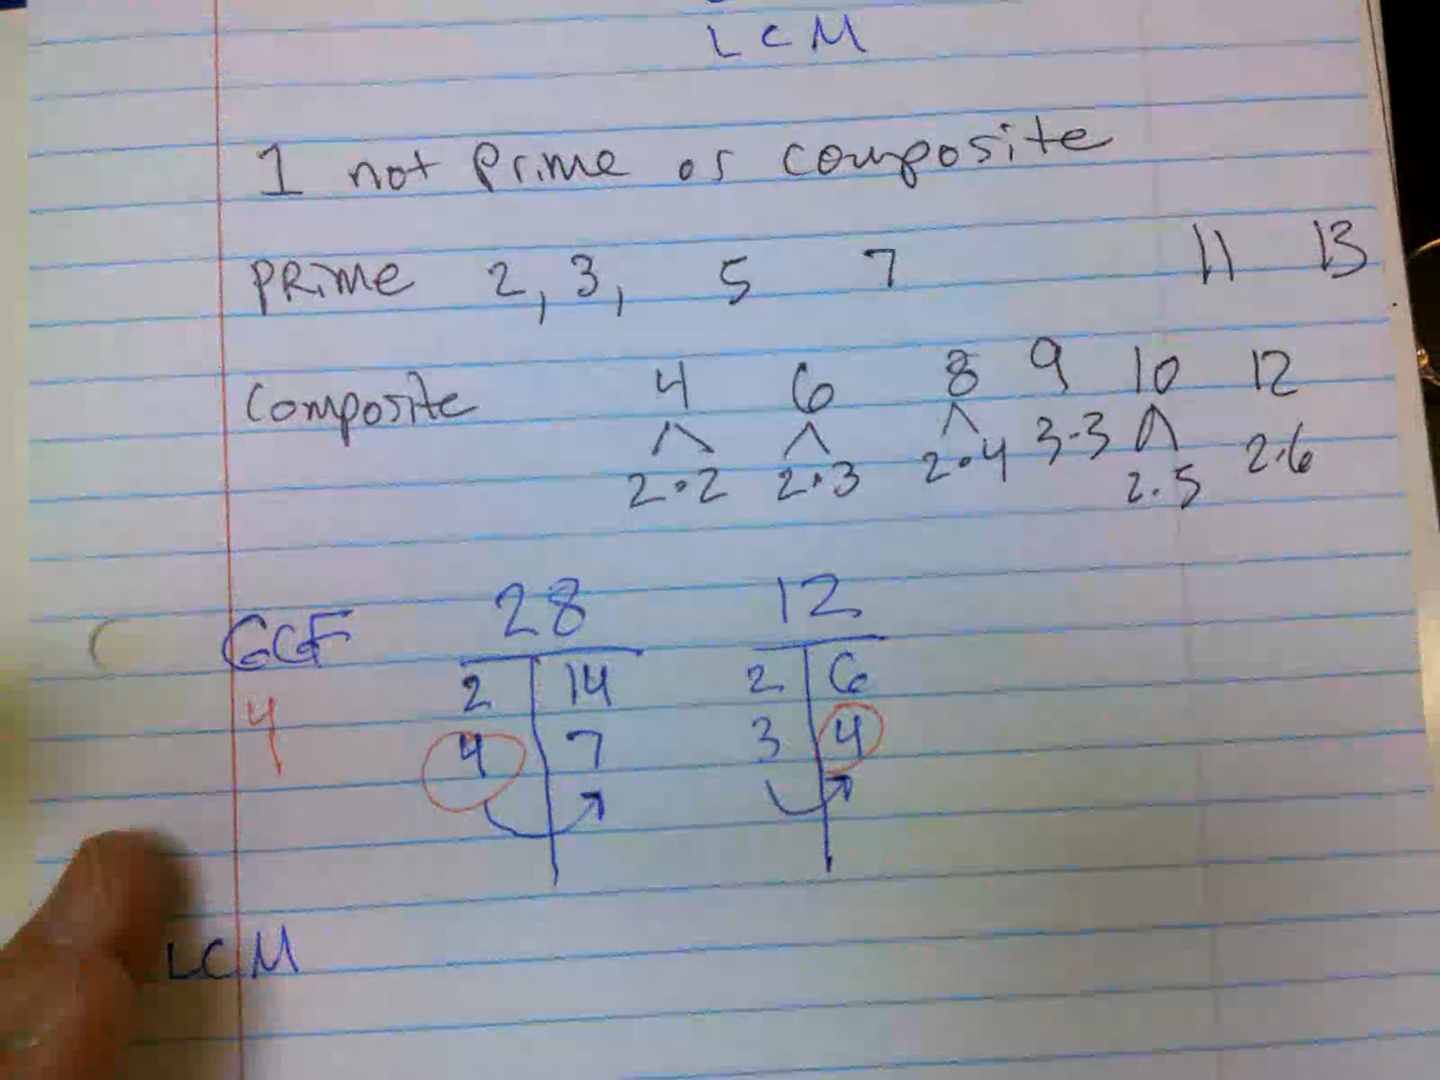 LCM
1 not Prime or composite
PRiMe 2, 3, 5 7 11 13
Composite 4 6 8 9 10 12
2•2 2•3 2•4 3-3 2.5 2.6
GCF 28 12
2 14 2 6
4 4 7 3 4
LCM